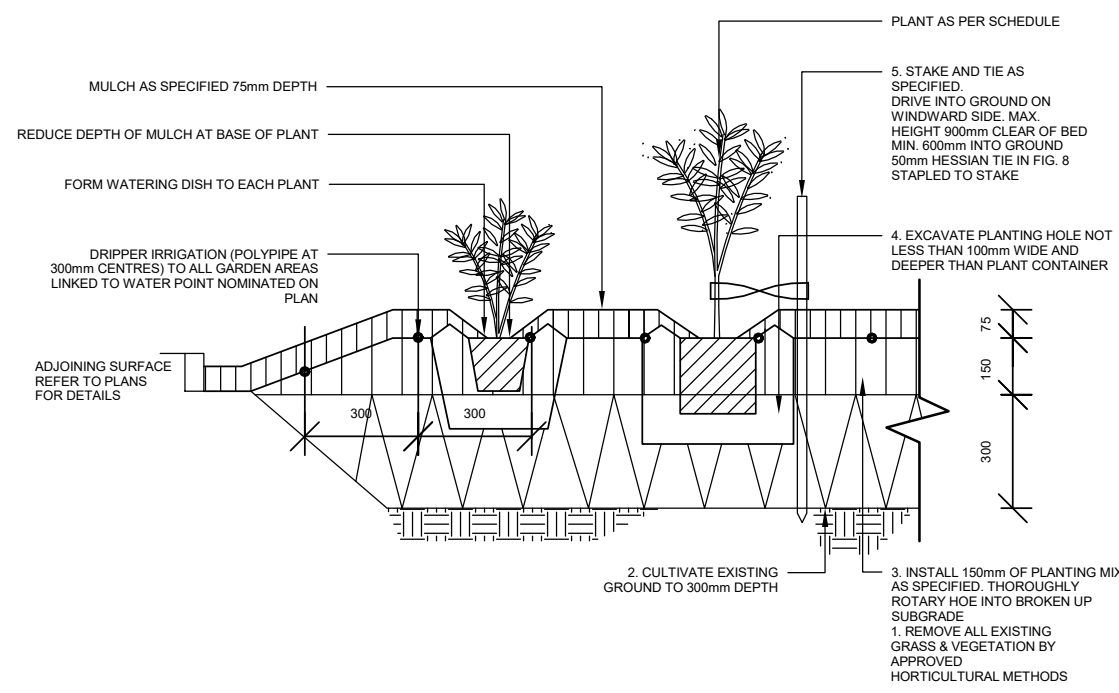 PLANT AS PER SCHEDULE
MULCH AS SPECIFIED 75mm DEPTH
REDUCE DEPTH OF MULCH AT BASE OF PLANT
FORM WATERING DISH TO EACH PLANT
DRIPPER IRRIGATION (POLYPIPE AT
300mm CENTRES) TO ALL GARDEN AREAS
LINKED TO WATER POINT NOMINATED ON
PLAN
ADJOINING SURFACE
REFER TO PLANS
FOR DETAILS
5. STAKE AND TIE AS
SPECIFIED.
DRIVE INTO GROUND ON
WINDWARD SIDE. MAX.
HEIGHT 900mm CLEAR OF BED
MIN. 600mm INTO GROUND
50mm HESSIAN TIE IN FIG. 8
STAPLED TO STAKE
4. EXCAVATE PLANTING HOLE NOT
LESS THAN 100mm WIDE AND
DEEPER THAN PLANT CONTAINER
75
150
300
300
300
2. CULTIVATE EXISTING
GROUND TO 300mm DEPTH
3. INSTALL 150mm OF PLANTING MIX
AS SPECIFIED. THOROUGHLY
ROTARY HOE INTO BROKEN UP
SUBGRADE
1. REMOVE ALL EXISTING
GRASS & VEGETATION BY
APPROVED
HORTICULTURAL METHODS